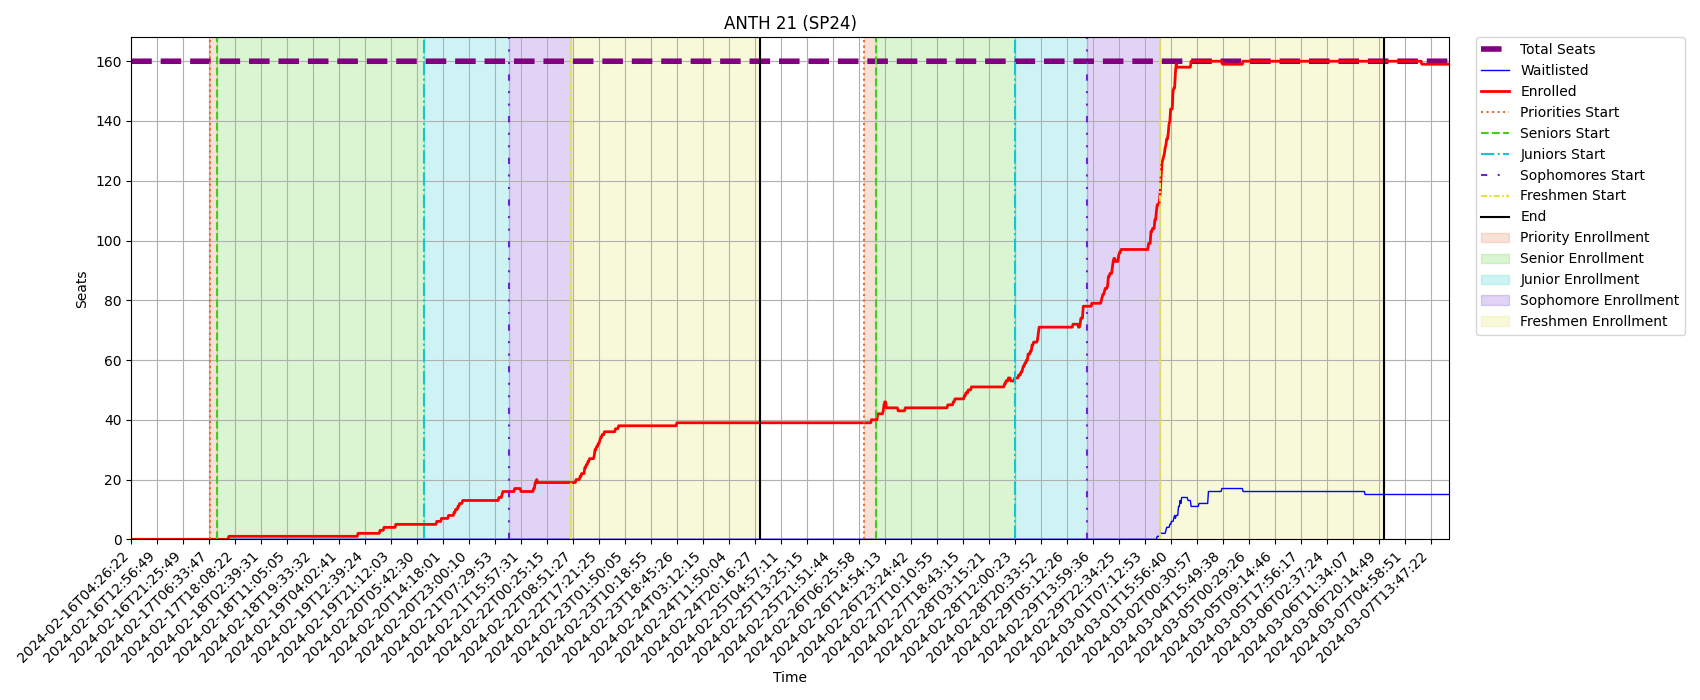 ANTH 21 (SP24)
Total Seats
Waitlisted
Enrolled
Priorities Start
Seniors Start
Juniors Start
Sophomores Start
Freshmen Start
End
Priority Enrollment
Senior Enrollment
Junior Enrollment
Sophomore Enrollment
Freshmen Enrollment
Seats
160
140
120
100
80
60
40
20
0
2024-02-16T04:26:22
2024-02-16T12:56:49
2024-02-16T21:25:49
2024-02-17T06:33:47
2024-02-17T18:08:22
2024-02-18T02:39:31
2024-02-18T11:05:05
2024-02-18T19:33:32
2024-02-19T04:02:41
2024-02-19T12:39:24
2024-02-19T21:12:03
2024-02-20T05:42:30
2024-02-20T14:18:01
2024-02-20T23:00:10
2024-02-21T07:29:53
2024-02-21T15:57:31
2024-02-22T00:25:15
2024-02-22T08:51:27
2024-02-22T17:21:25
2024-02-23T01:50:05
2024-02-23T10:18:55
2024-02-23T18:45:26
2024-02-24T03:12:15
2024-02-24T11:50:04
2024-02-24T20:16:27
2024-02-25T04:57:11
2024-02-25T13:25:15
2024-02-25T21:51:44
2024-02-26T06:25:58
2024-02-26T14:54:13
2024-02-26T23:24:42
2024-02-27T10:10:55
2024-02-27T18:43:15
2024-02-28T03:15:21
2024-02-28T12:00:23
2024-02-28T20:33:52
2024-02-29T05:12:26
2024-02-29T13:59:36
2024-02-29T22:34:25
2024-03-01T07:12:53
2024-03-01T15:56:40
2024-03-02T00:30:57
2024-03-04T15:49:38
2024-03-05T00:29:26
2024-03-05T09:14:46
2024-03-05T17:56:17
2024-03-06T02:37:24
2024-03-06T11:34:07
2024-03-06T20:14:49
2024-03-07T04:58:51
2024-03-07T13:47:22
Time